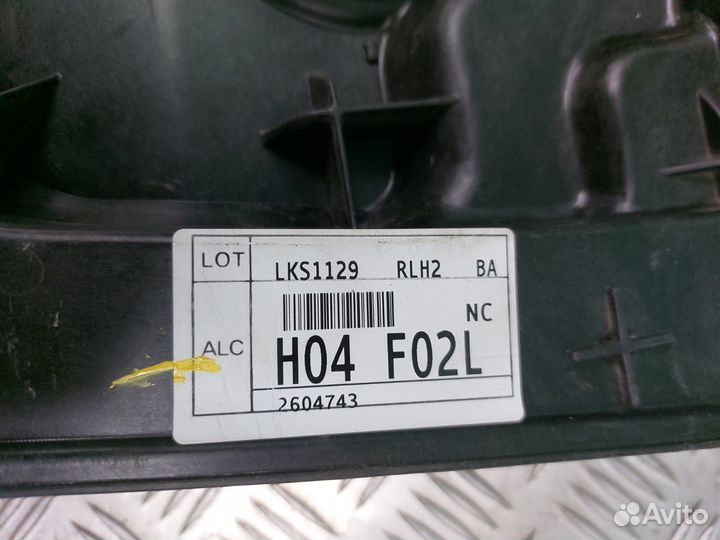 LOT LKS1129 RLH2 BA
NC
ALC H04 F02L
2604743
Avito